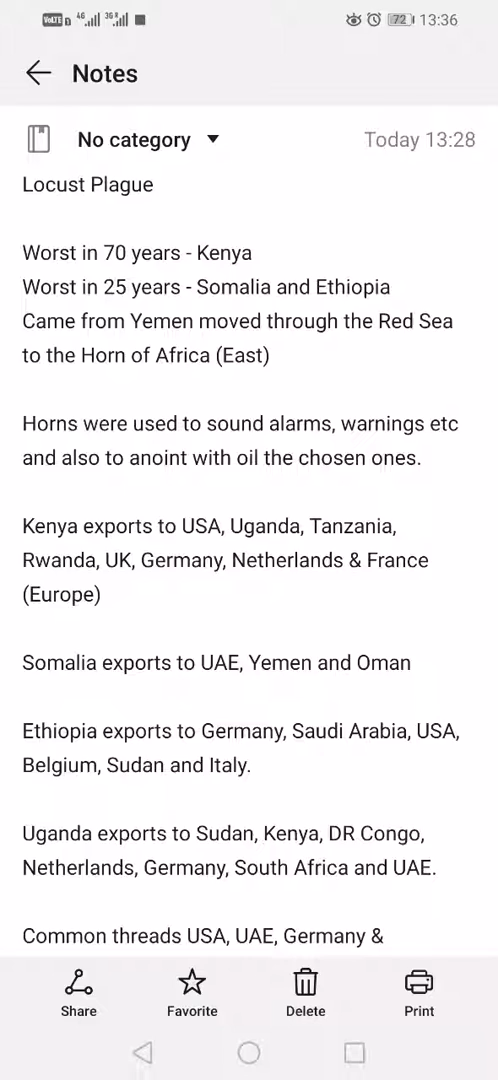 VoLTE 4G 3G 72 13:36
Notes
No category Today 13:28
Locust Plague
Worst in 70 years - Kenya
Worst in 25 years - Somalia and Ethiopia
Came from Yemen moved through the Red Sea
to the Horn of Africa (East)
Horns were used to sound alarms, warnings etc
and also to anoint with oil the chosen ones.
Kenya exports to USA, Uganda, Tanzania,
Rwanda, UK, Germany, Netherlands & France
(Europe)
Somalia exports to UAE, Yemen and Oman
Ethiopia exports to Germany, Saudi Arabia, USA,
Belgium, Sudan and Italy.
Uganda exports to Sudan, Kenya, DR Congo,
Netherlands, Germany, South Africa and UAE.
Common threads USA, UAE, Germany &
Share Favorite Delete Print